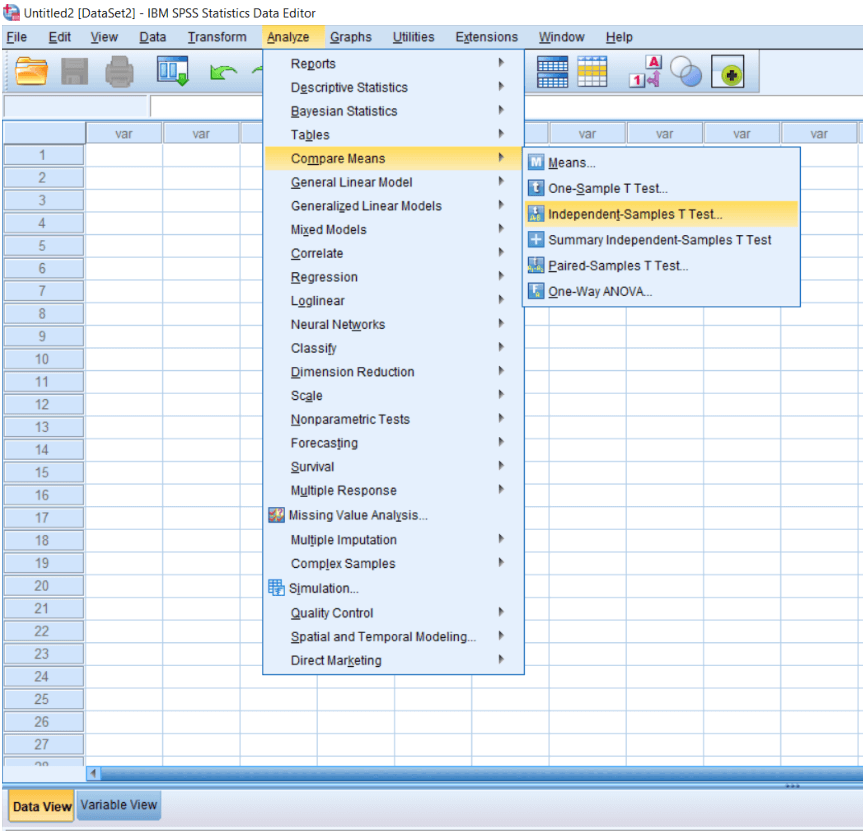 Untitled2 [DataSet2] - IBM SPSS Statistics Data Editor
File Edit View Data Transform Analyze Graphs Utilities Extensions Window Help
Reports
Descriptive Statistics
Bayesian Statistics
Tables
Compare Means
General Linear Model
Generalized Linear Models
Mixed Models
Correlate
Regression
Loglinear
Neural Networks
Classify
Dimension Reduction
Scale
Nonparametric Tests
Forecasting
Survival
Multiple Response
Missing Value Analysis...
Multiple Imputation
Complex Samples
Simulation...
Quality Control
Spatial and Temporal Modeling...
Direct Marketing
Means...
One-Sample T Test...
Independent-Samples T Test...
Summary Independent-Samples T Test
Paired-Samples T Test...
One-Way ANOVA...
var var var var var var
1
2
3
4
5
6
7
8
9
10
11
12
13
14
15
16
17
18
19
20
21
22
23
24
25
26
27
28
Data View Variable View